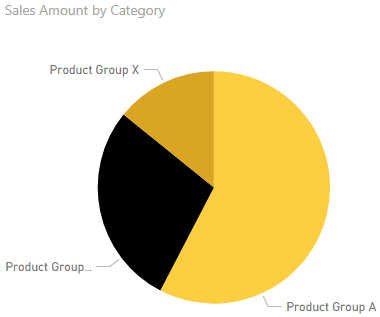 Sales Amount by Category
Product Group X
Product Group...
Product Group A